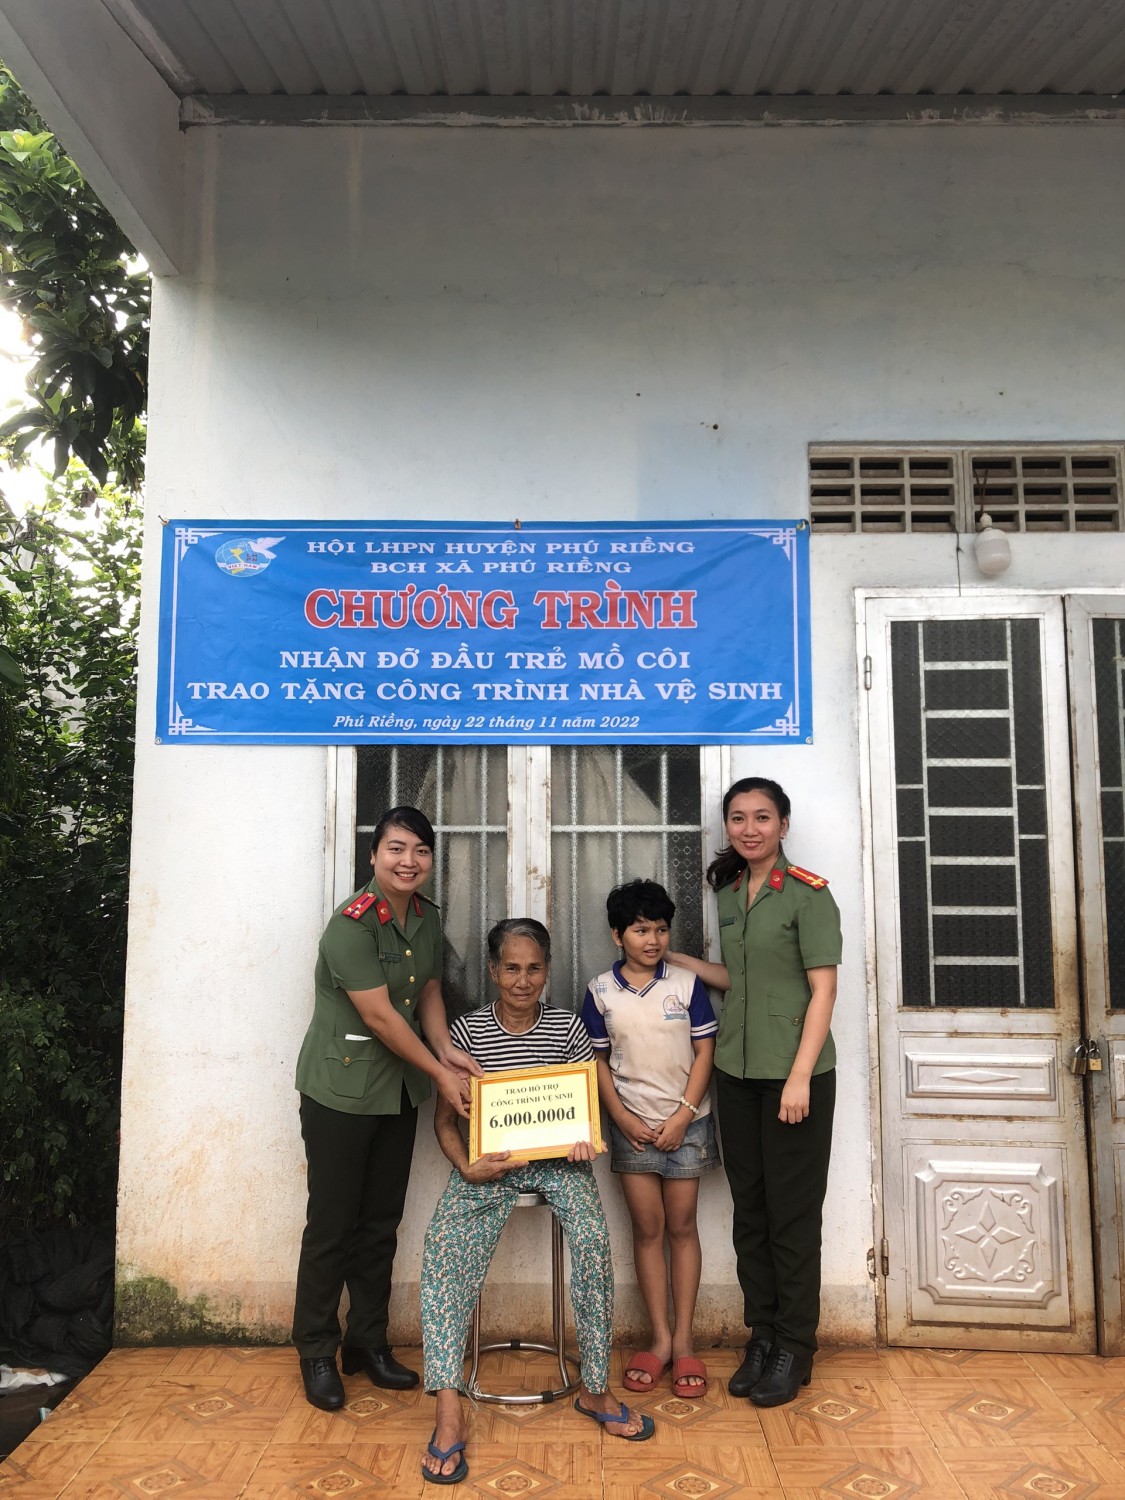 HỘI LHPN HUYỆN PHÚ RIỀNG
BCH XÃ PHÚ RIỀNG
CHƯƠNG TRÌNH
NHẬN ĐỠ ĐẦU TRẺ MỒ CÔI
TRAO TẶNG CÔNG TRÌNH NHÀ VỆ SINH
Phú Riềng, ngày 22 tháng 11 năm 2022
VIỆT NAM
TRAO HỖ TRỢ
CÔNG TRÌNH VỆ SINH
6.000.000đ